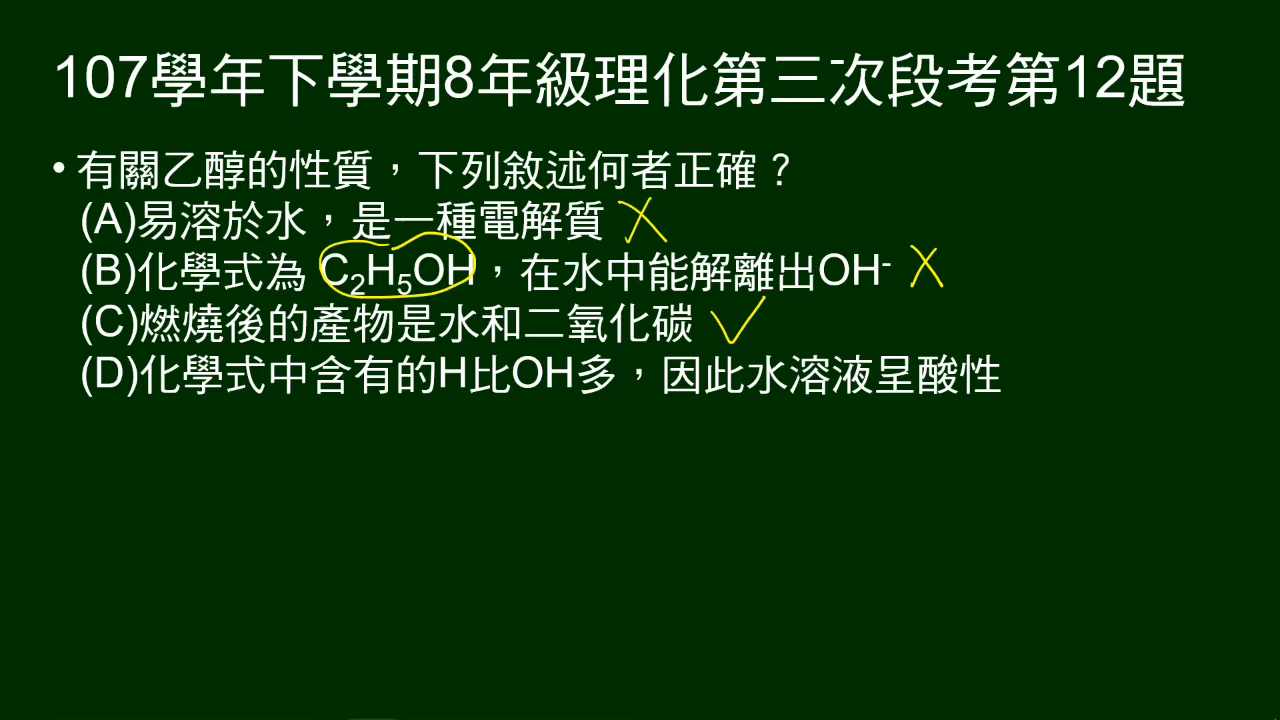 107學年下學期8年級理化第三次段考第12題
• 有關乙醇的性質，下列敘述何者正確？
(A)易溶於水，是一種電解質
(B)化學式為 C₂H₅OH，在水中能解離出OH⁻
(C)燃燒後的產物是水和二氧化碳
(D)化學式中含有的H比OH多，因此水溶液呈酸性